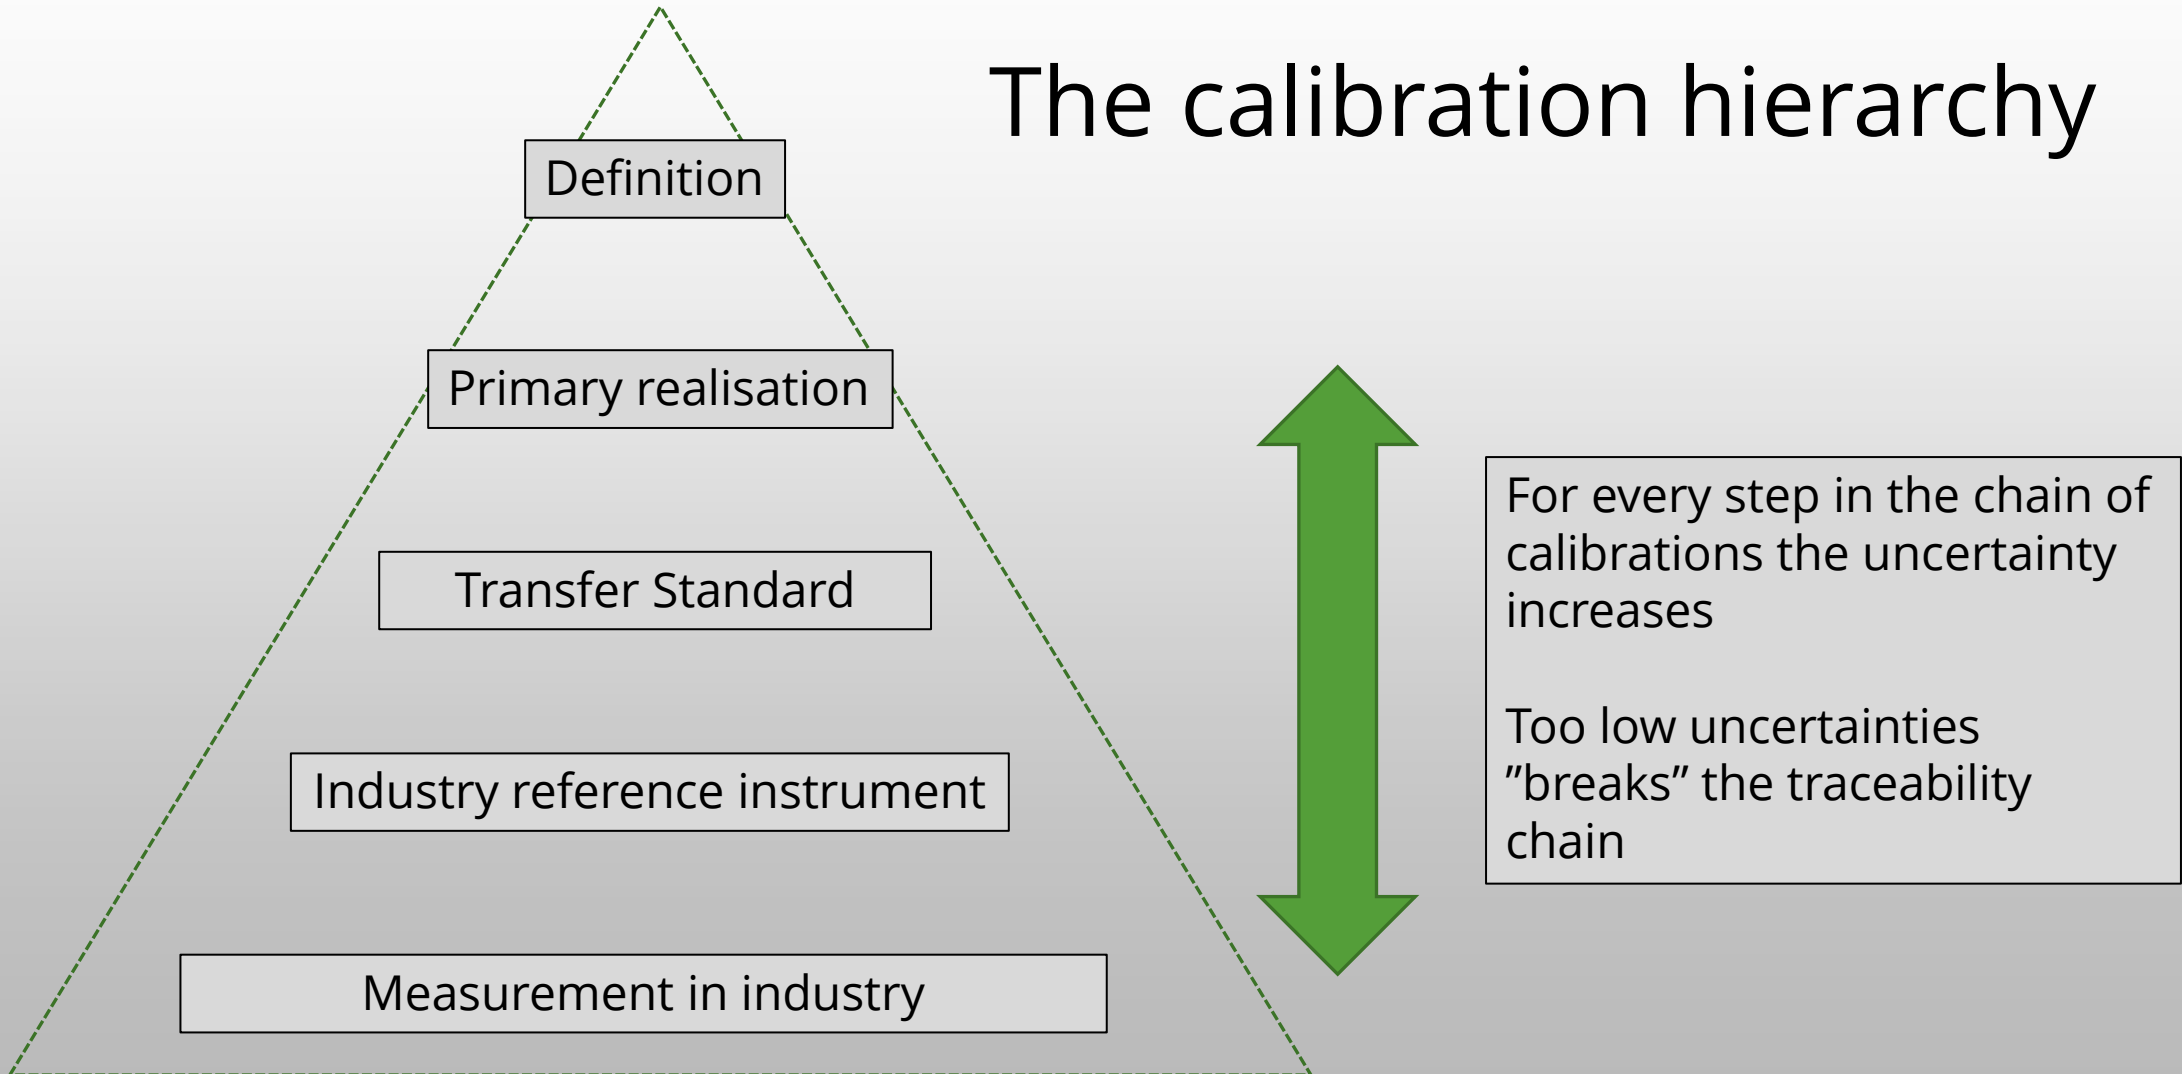 The calibration hierarchy
Definition
Primary realisation
Transfer Standard
Industry reference instrument
Measurement in industry
For every step in the chain of
calibrations the uncertainty
increases
Too low uncertainties
”breaks” the traceability
chain